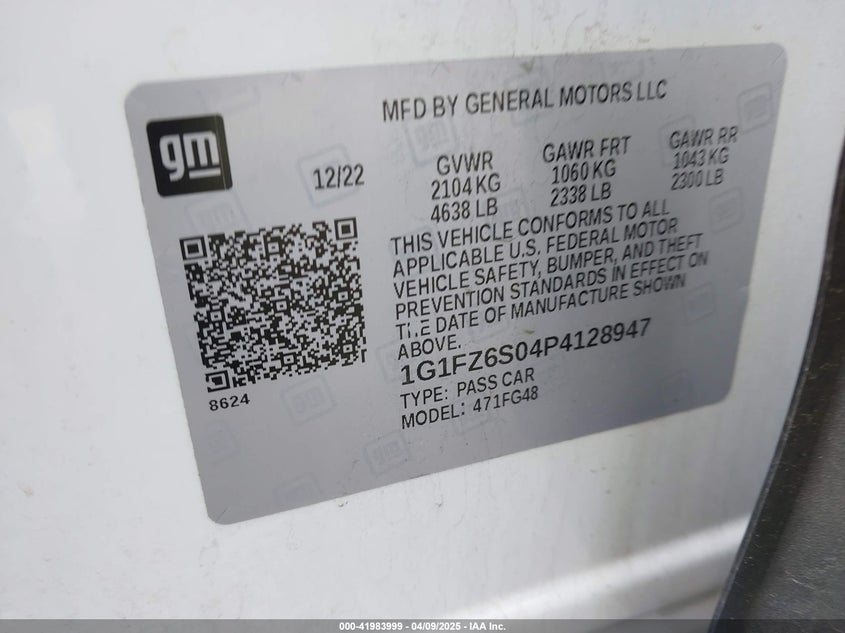 MFD BY GENERAL MOTORS LLC
gm
12/22
GVWR
2104 KG
4638 LB
GAWR FRT
1060 KG
2338 LB
GAWR RR
1043 KG
2300 LB
THIS VEHICLE CONFORMS TO ALL
APPLICABLE U.S. FEDERAL MOTOR
VEHICLE SAFETY, BUMPER, AND THEFT
PREVENTION STANDARDS IN EFFECT ON
THE DATE OF MANUFACTURE SHOWN
ABOVE.
1G1FZ6S04P4128947
TYPE: PASS CAR
MODEL: 471FG48
8624
000-41983999 / 04/09/2025 - IAA Inc.